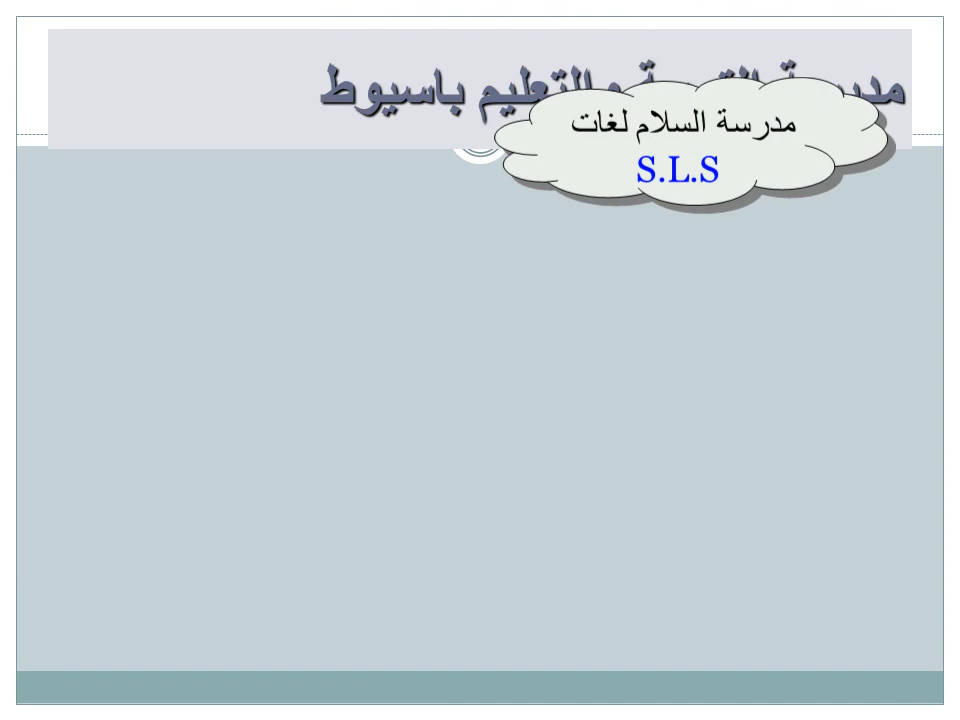 و التعليم باسيوط
مدرسة السلام لغات
S.L.S